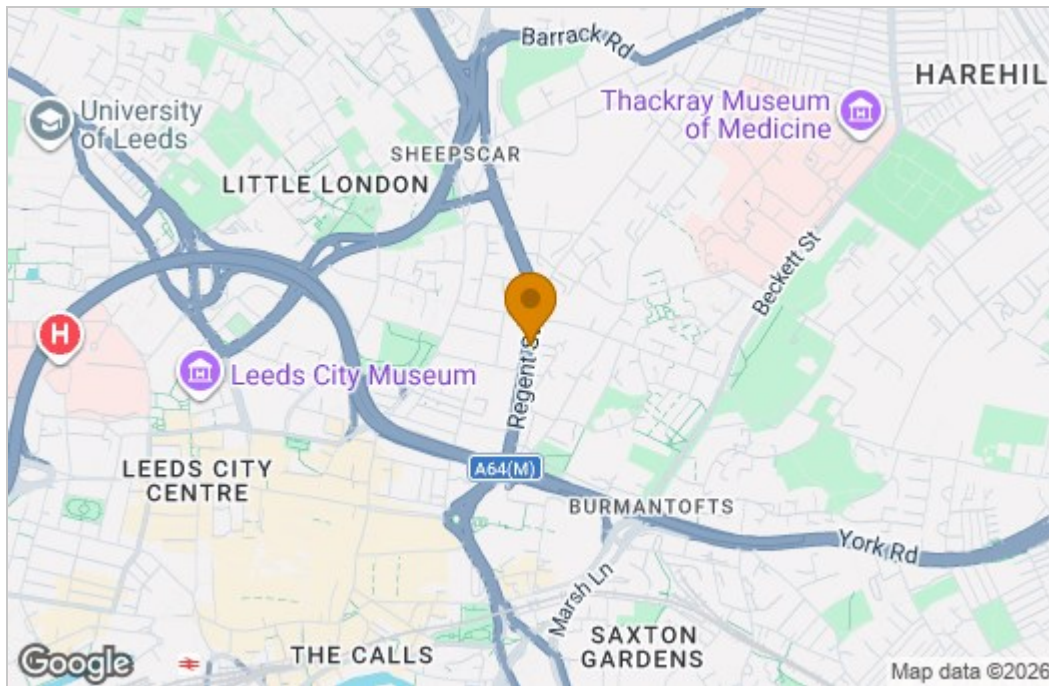 Barrack Rd
HAREHIL
Thackray Museum
of Medicine
University
of Leeds
SHEEPSCAR
LITTLE LONDON
Beckett St
H
Leeds City Museum
Regent S
A64(M)
LEEDS CITY
CENTRE
BURMANTOFTS
York Rd
Marsh Ln
SAXTON
GARDENS
THE CALLS
Google
Map data ©2026